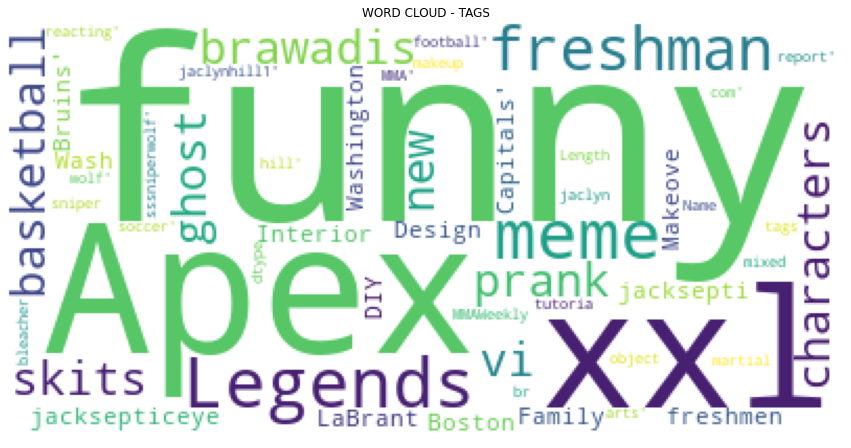 WORD CLOUD - TAGS
reacting'
brawadis
football'
freshman
report'
jaclynhill1'
MMA'
makeup
basketball
Bruins'
funny
sssniperwolf'
ghost
Washington
new
Capitals'
com'
Wash
hill'
Length
Makeove
characters
wolf'
sniper
jaclyn
Name
soccer'
Interior
Design
meme
tags
Apex
dtype
DIY
prank
mixed
jacksepti
MMAWeekly
tutoria
xxl
bleacher
skits
Legends
vi
object
martial
br
jacksepticeye
LaBrant
Boston
Family
arts'
freshmen